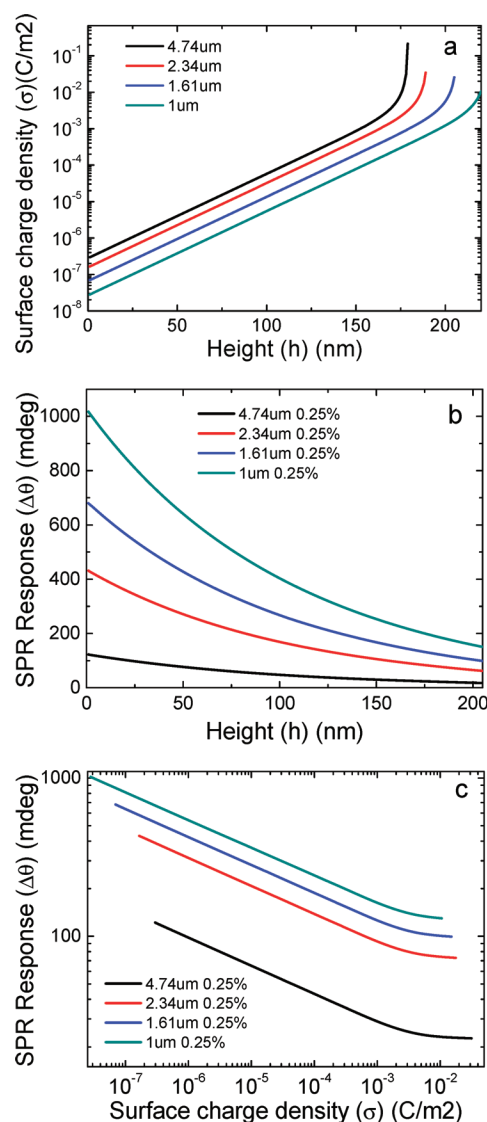 a
4.74um
2.34um
1.61um
1um
10^-1
10^-2
10^-3
10^-4
10^-5
10^-6
10^-7
10^-8
Surface charge density (σ)(C/m2)
0 50 100 150 200
Height (h) (nm)
b
4.74um 0.25%
2.34um 0.25%
1.61um 0.25%
1um 0.25%
1000
800
600
400
200
0
SPR Response (Δθ) (mdeg)
0 50 100 150 200
Height (h) (nm)
c
1000
100
SPR Response (Δθ) (mdeg)
4.74um 0.25%
2.34um 0.25%
1.61um 0.25%
1um 0.25%
10^-7 10^-6 10^-5 10^-4 10^-3 10^-2
Surface charge density (σ) (C/m2)